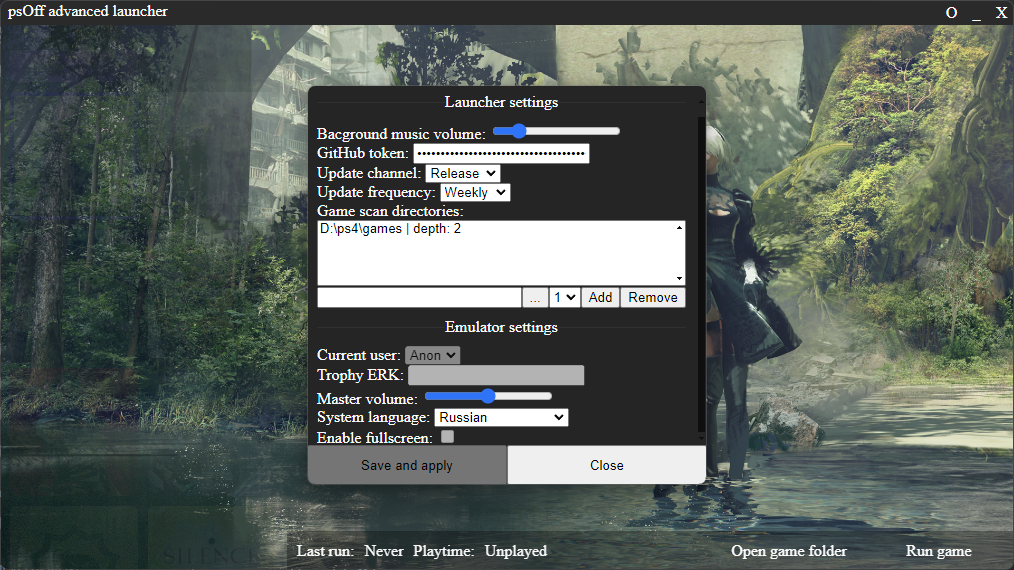 psOff advanced launcher O _ X
Launcher settings
Bacground music volume:
GitHub token: •••••••••••••••••••••••••••••••••••••
Update channel: Release
Update frequency: Weekly
Game scan directories:
D:\ps4\games | depth: 2
... 1 Add Remove
Emulator settings
Current user: Anon
Trophy ERK:
Master volume:
System language: Russian
Enable fullscreen:
Save and apply Close
Last run: Never Playtime: Unplayed Open game folder Run game